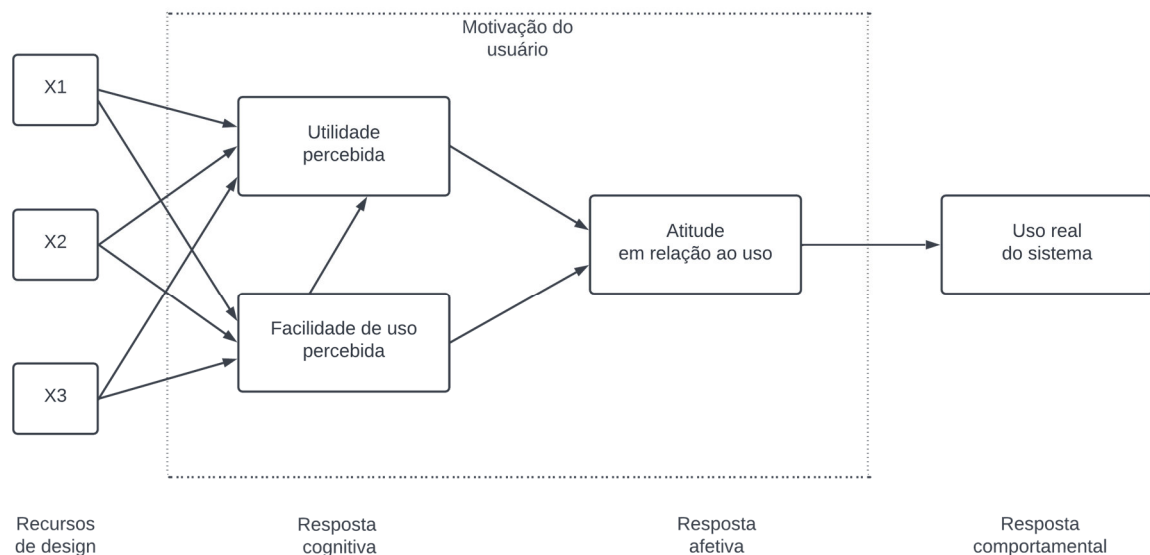 Motivação do
usuário
X1
Utilidade
percebida
X2
Atitude
em relação ao uso
Uso real
do sistema
Facilidade de uso
percebida
X3
Recursos
de design
Resposta
cognitiva
Resposta
afetiva
Resposta
comportamental